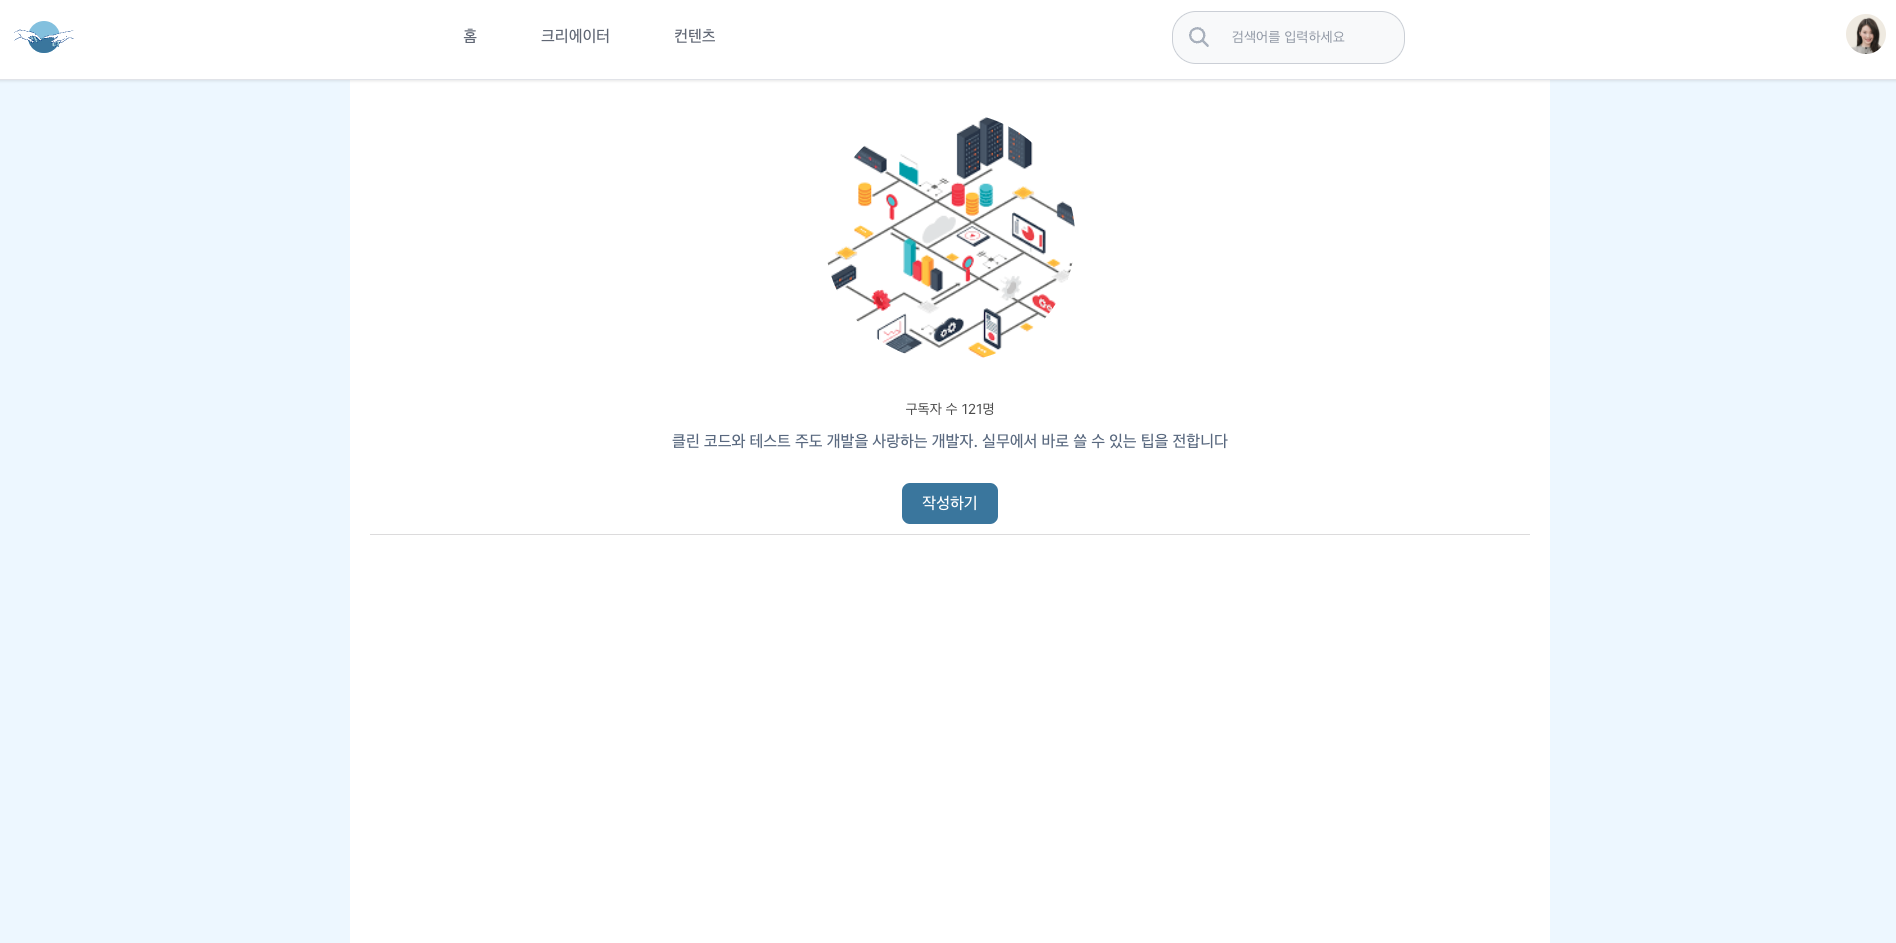 홈
크리에이터
컨텐츠
검색어를 입력하세요
구독자 수 121명
클린 코드와 테스트 주도 개발을 사랑하는 개발자. 실무에서 바로 쓸 수 있는 팁을 전합니다
작성하기